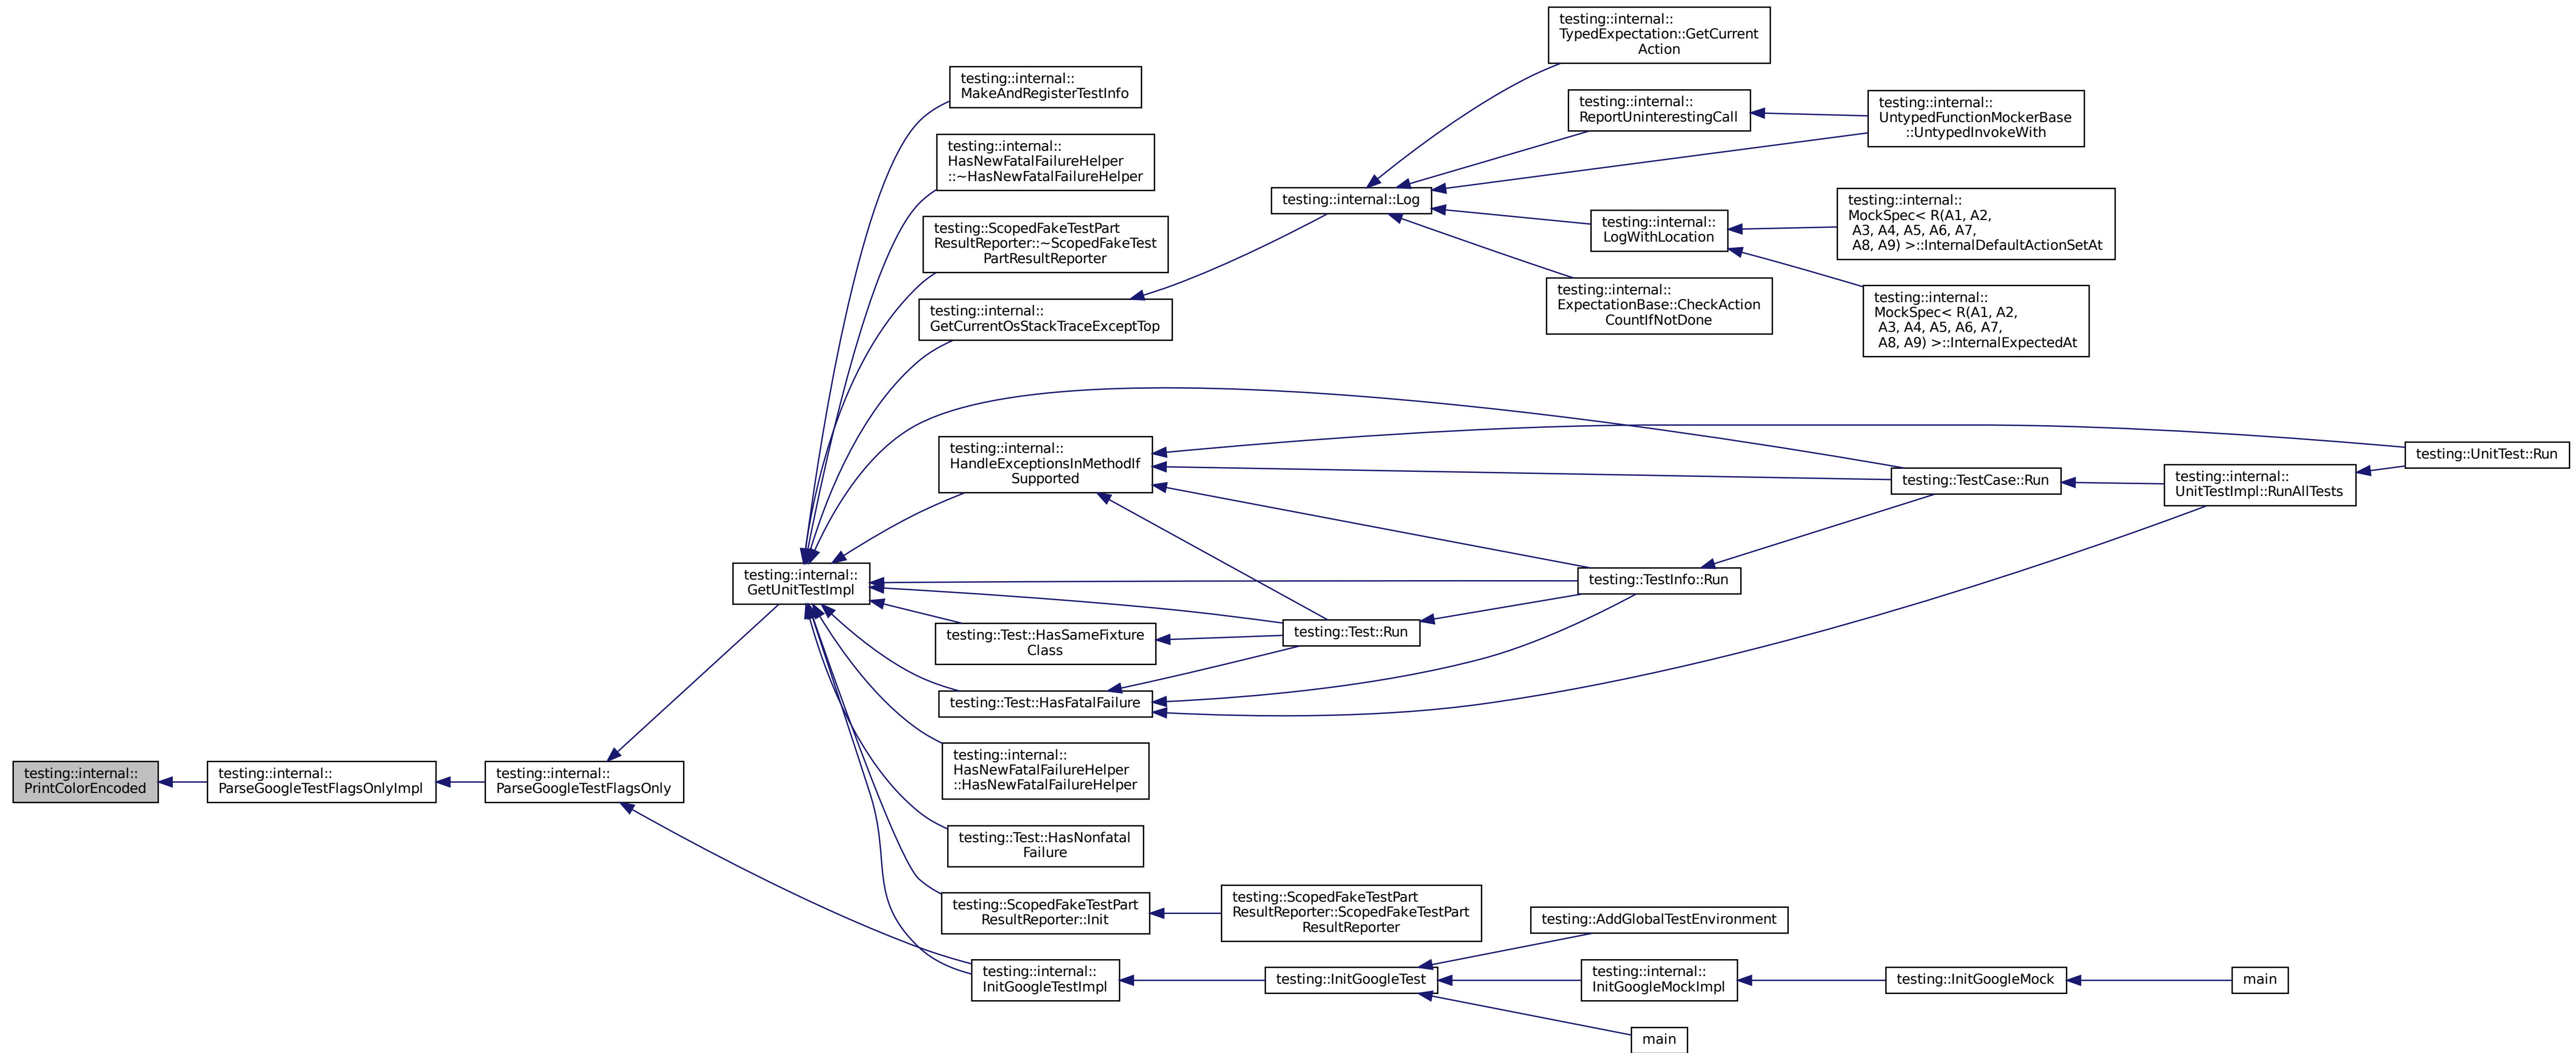 testing::internal::
TypedExpectation::GetCurrent
Action
testing::internal::
MakeAndRegisterTestInfo
testing::internal::
ReportUninterestingCall
testing::internal::
UntypedFunctionMockerBase
::UntypedInvokeWith
testing::internal::
HasNewFatalFailureHelper
::~HasNewFatalFailureHelper
testing::internal::Log
testing::internal::
LogWithLocation
testing::internal::
MockSpec< R(A1, A2,
A3, A4, A5, A6, A7,
A8, A9) >::InternalDefaultActionSetAt
testing::ScopedFakeTestPart
ResultReporter::~ScopedFakeTest
PartResultReporter
testing::internal::
GetCurrentOsStackTraceExceptTop
testing::internal::
ExpectationBase::CheckAction
CountIfNotDone
testing::internal::
MockSpec< R(A1, A2,
A3, A4, A5, A6, A7,
A8, A9) >::InternalExpectedAt
testing::internal::
HandleExceptionsInMethodIf
Supported
testing::UnitTest::Run
testing::TestCase::Run
testing::internal::
UnitTestImpl::RunAllTests
testing::internal::
GetUnitTestImpl
testing::TestInfo::Run
testing::Test::HasSameFixture
Class
testing::Test::Run
testing::Test::HasFatalFailure
testing::internal::
PrintColorEncoded
testing::internal::
ParseGoogleTestFlagsOnlyImpl
testing::internal::
ParseGoogleTestFlagsOnly
testing::internal::
HasNewFatalFailureHelper
::HasNewFatalFailureHelper
testing::Test::HasNonfatal
Failure
testing::ScopedFakeTestPart
ResultReporter::Init
testing::ScopedFakeTestPart
ResultReporter::ScopedFakeTestPart
ResultReporter
testing::AddGlobalTestEnvironment
testing::internal::
InitGoogleTestImpl
testing::InitGoogleTest
testing::internal::
InitGoogleMockImpl
testing::InitGoogleMock
main
main